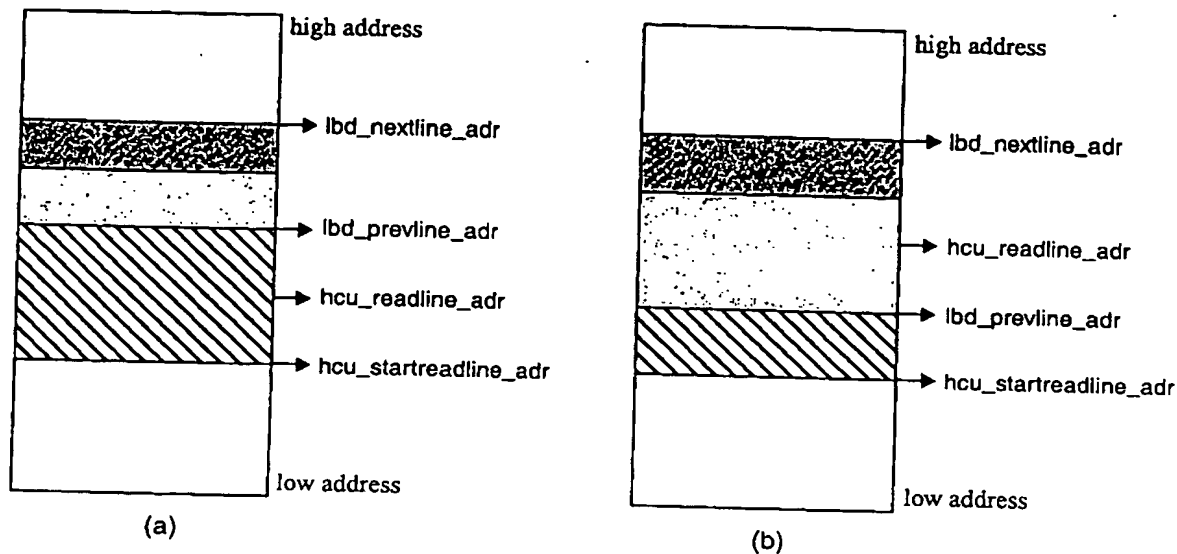 high address
lbd_nextline_adr
lbd_prevline_adr
hcu_readline_adr
hcu_startreadline_adr
low address
(a)
high address
lbd_nextline_adr
hcu_readline_adr
lbd_prevline_adr
hcu_startreadline_adr
low address
(b)